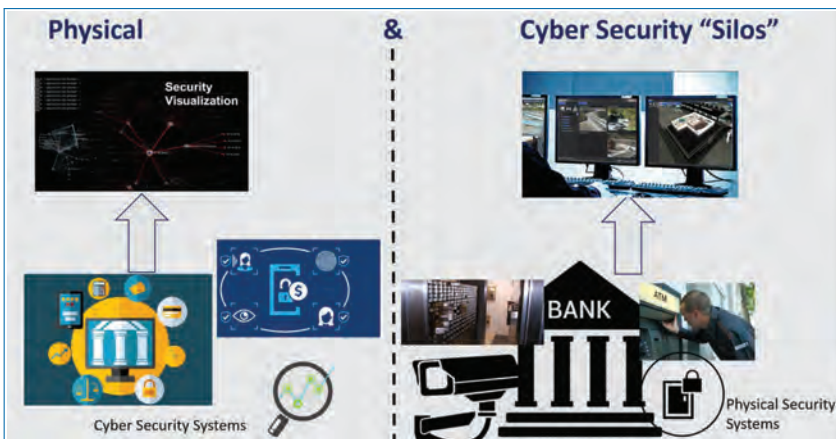 Physical & Cyber Security “Silos”
Security
Visualization
$
BANK
ATM
Cyber Security Systems
Physical Security
Systems